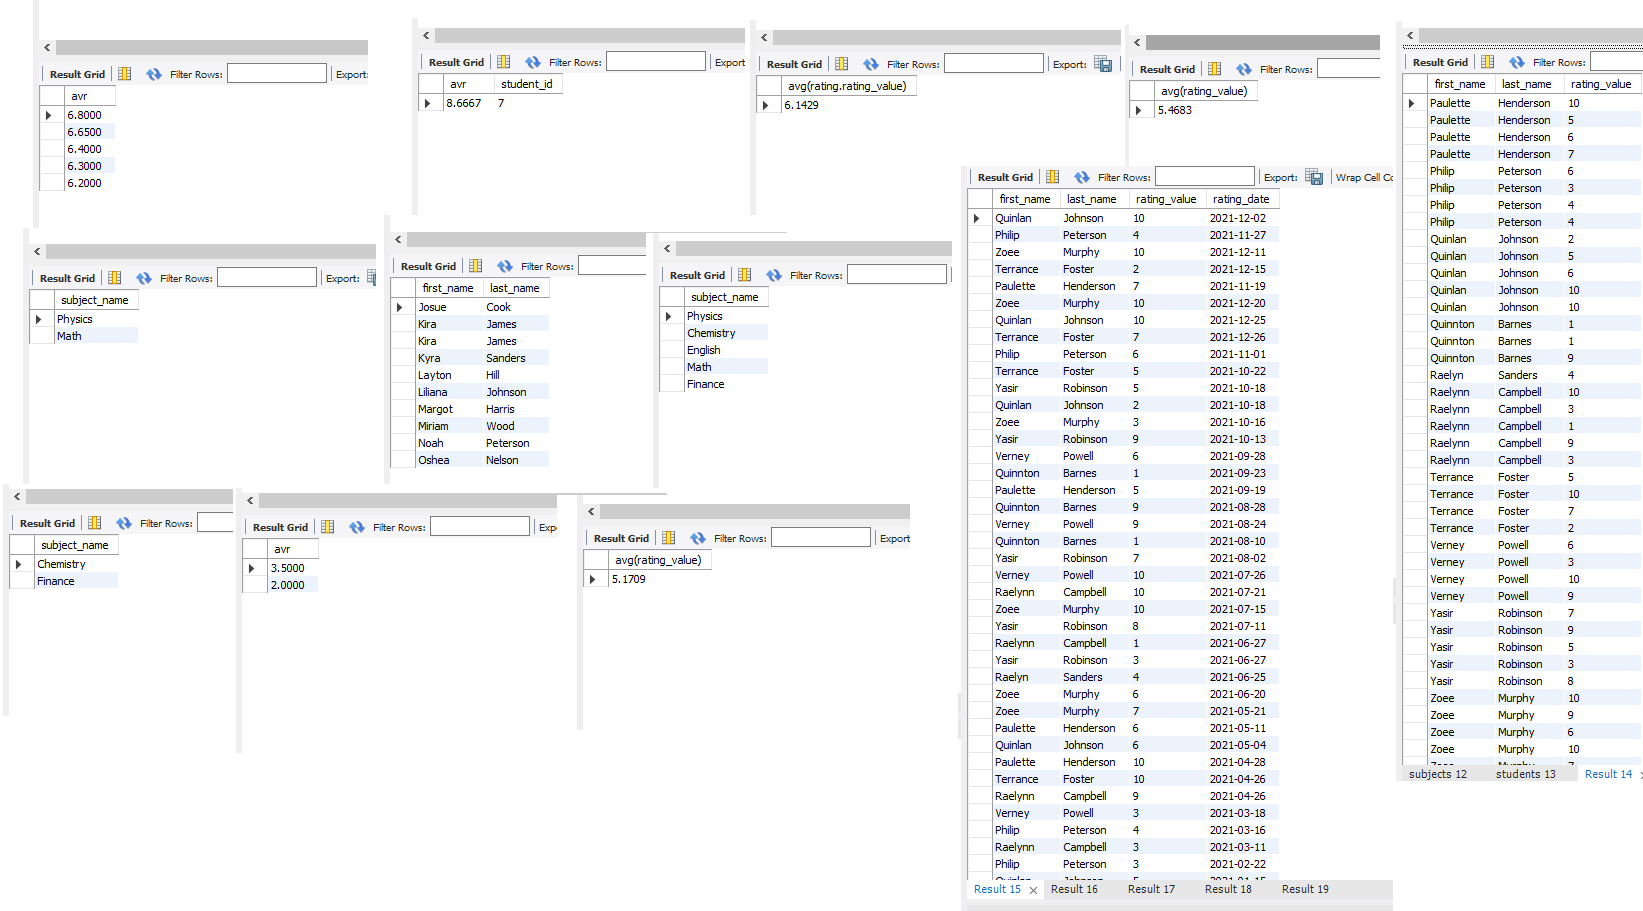 Result Grid Filter Rows: Export:
avr
6.8000
6.6500
6.4000
6.3000
6.2000
Result Grid Filter Rows: Export
avr student_id
8.6667 7
Result Grid Filter Rows: Export:
avg(rating.rating_value)
6.1429
Result Grid Filter Rows:
avg(rating_value)
5.4683
Result Grid Filter Rows:
first_name last_name rating_value
Paulette Henderson 10
Paulette Henderson 5
Paulette Henderson 6
Paulette Henderson 7
Philip Peterson 6
Philip Peterson 3
Philip Peterson 4
Philip Peterson 4
Quinlan Johnson 2
Quinlan Johnson 5
Quinlan Johnson 6
Quinlan Johnson 10
Quinlan Johnson 10
Quinnton Barnes 1
Quinnton Barnes 1
Quinnton Barnes 9
Raelyn Sanders 4
Raelynn Campbell 10
Raelynn Campbell 3
Raelynn Campbell 1
Raelynn Campbell 9
Raelynn Campbell 3
Terrance Foster 5
Terrance Foster 10
Terrance Foster 7
Terrance Foster 2
Verney Powell 6
Verney Powell 3
Verney Powell 10
Verney Powell 9
Yasir Robinson 7
Yasir Robinson 9
Yasir Robinson 5
Yasir Robinson 3
Yasir Robinson 8
Zoee Murphy 10
Zoee Murphy 9
Zoee Murphy 6
Zoee Murphy 10
Zoee Murphy 7
subjects 12 students 13 Result 14
Result Grid Filter Rows: Export:
subject_name
Physics
Math
Result Grid Filter Rows:
first_name last_name
Josue Cook
Kira James
Kira James
Kyra Sanders
Layton Hill
Liliana Johnson
Margot Harris
Miriam Wood
Noah Peterson
Oshea Nelson
Result Grid Filter Rows:
subject_name
Physics
Chemistry
English
Math
Finance
Result Grid Filter Rows: Export: Wrap Cell Co
first_name last_name rating_value rating_date
Quinlan Johnson 10 2021-12-02
Philip Peterson 4 2021-11-27
Zoee Murphy 10 2021-12-11
Terrance Foster 2 2021-12-15
Paulette Henderson 7 2021-11-19
Zoee Murphy 10 2021-12-20
Quinlan Johnson 10 2021-12-25
Terrance Foster 7 2021-12-26
Philip Peterson 6 2021-11-01
Terrance Foster 5 2021-10-22
Yasir Robinson 5 2021-10-18
Quinlan Johnson 2 2021-10-18
Zoee Murphy 3 2021-10-16
Yasir Robinson 9 2021-10-13
Verney Powell 6 2021-09-28
Quinnton Barnes 1 2021-09-23
Paulette Henderson 5 2021-09-19
Quinnton Barnes 9 2021-08-28
Verney Powell 9 2021-08-24
Quinnton Barnes 1 2021-08-10
Yasir Robinson 7 2021-08-02
Verney Powell 10 2021-07-26
Raelynn Campbell 10 2021-07-21
Zoee Murphy 10 2021-07-15
Yasir Robinson 8 2021-07-11
Raelynn Campbell 1 2021-06-27
Yasir Robinson 3 2021-06-27
Raelyn Sanders 4 2021-06-25
Zoee Murphy 6 2021-06-20
Zoee Murphy 7 2021-05-21
Paulette Henderson 6 2021-05-11
Quinlan Johnson 6 2021-05-04
Paulette Henderson 10 2021-04-28
Terrance Foster 10 2021-04-26
Raelynn Campbell 9 2021-04-26
Verney Powell 3 2021-03-18
Philip Peterson 4 2021-03-16
Raelynn Campbell 3 2021-03-11
Philip Peterson 3 2021-02-22
Quinlan Johnson 5 2021-01-15
Result 15 Result 16 Result 17 Result 18 Result 19
Result Grid Filter Rows:
subject_name
Chemistry
Finance
Result Grid Filter Rows: Exp
avr
3.5000
2.0000
Result Grid Filter Rows: Export
avg(rating_value)
5.1709